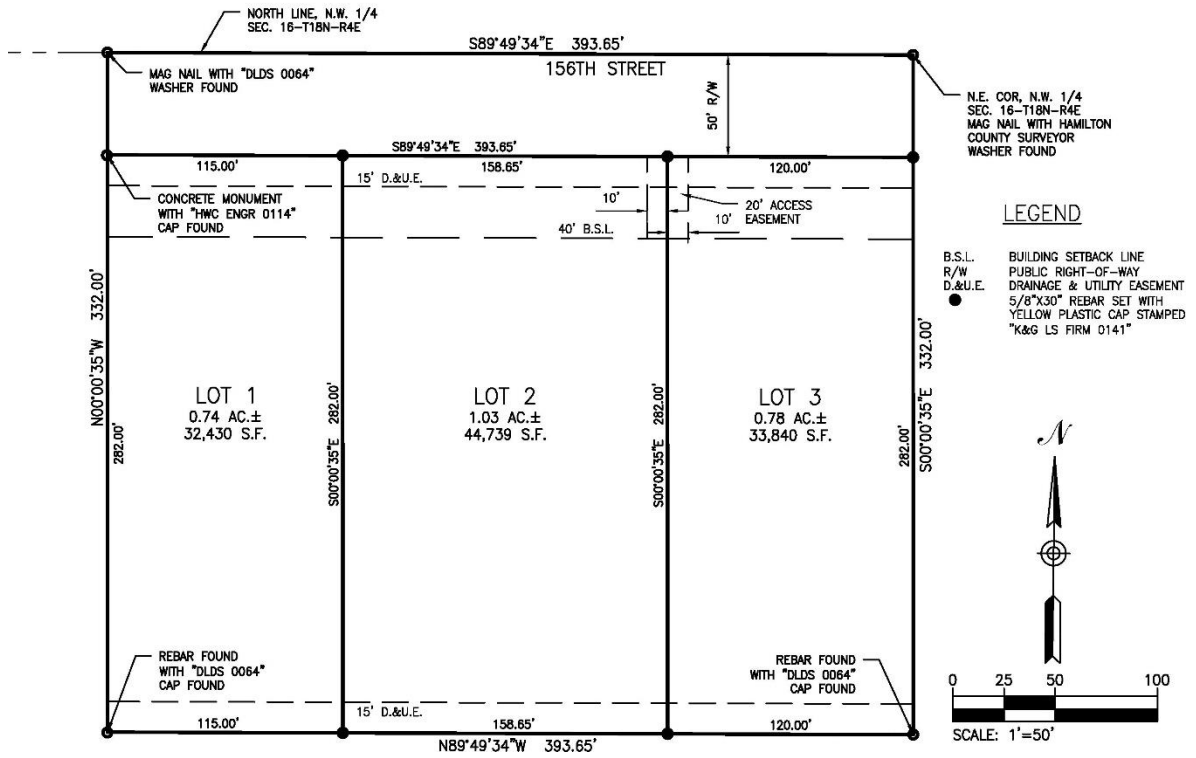 NORTH LINE, N.W. 1/4
SEC. 16-T18N-R4E
S89°49'34"E 393.65'
156TH STREET
MAG NAIL WITH "DLDS 0064"
WASHER FOUND
50' R/W
N.E. COR, N.W. 1/4
SEC. 16-T18N-R4E
MAG NAIL WITH HAMILTON
COUNTY SURVEYOR
WASHER FOUND
S89°49'34"E 393.65'
115.00'
158.65'
120.00'
15' D.&U.E.
CONCRETE MONUMENT
WITH "HWC ENGR 0114"
CAP FOUND
10'
20' ACCESS
EASEMENT
40' B.S.L.
10'
LEGEND
B.S.L. BUILDING SETBACK LINE
R/W PUBLIC RIGHT-OF-WAY
D.&U.E. DRAINAGE & UTILITY EASEMENT
5/8"X30" REBAR SET WITH
YELLOW PLASTIC CAP STAMPED
"K&G LS FIRM 0141"
N00°00'35"W 332.00'
282.00'
LOT 1
0.74 AC.±
32,430 S.F.
S00°00'35"E 282.00'
LOT 2
1.03 AC.±
44,739 S.F.
S00°00'35"E 282.00'
LOT 3
0.78 AC.±
33,840 S.F.
282.00'
S00°00'35"E 332.00'
N
REBAR FOUND
WITH "DLDS 0064"
CAP FOUND
REBAR FOUND
WITH "DLDS 0064"
CAP FOUND
15' D.&U.E.
115.00'
158.65'
120.00'
N89°49'34"W 393.65'
0 25 50 100
SCALE: 1'=50'